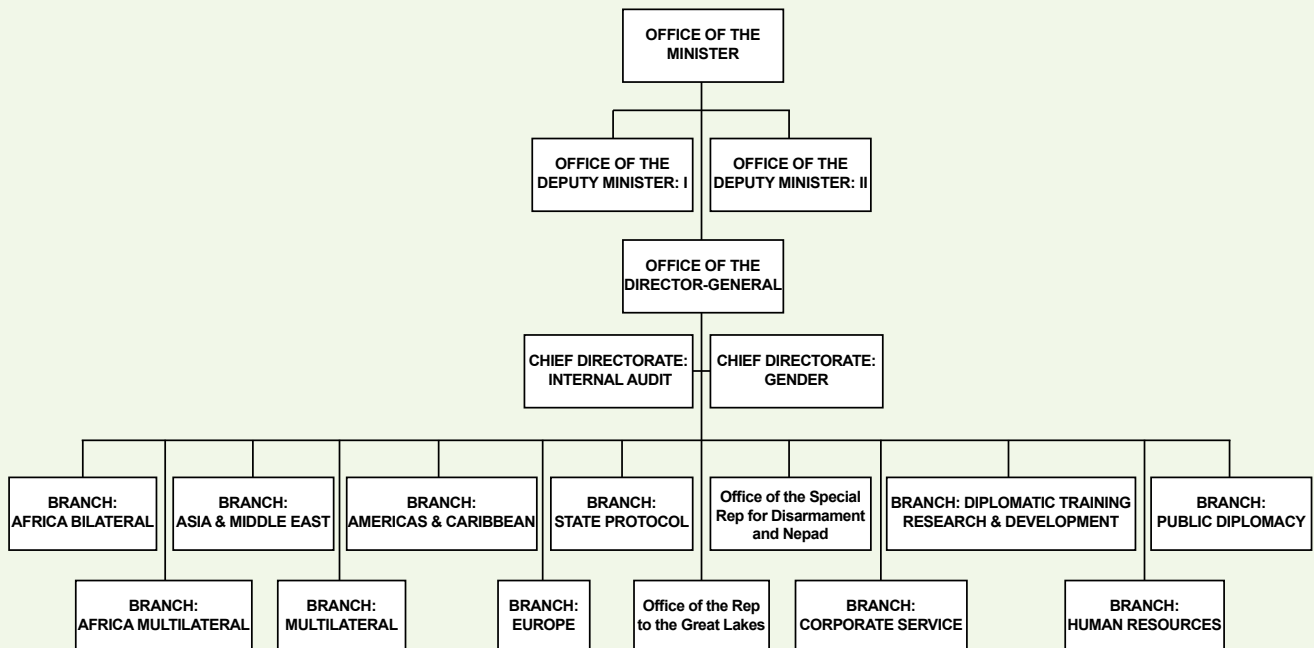 OFFICE OF THE
MINISTER
OFFICE OF THE
DEPUTY MINISTER: I
OFFICE OF THE
DEPUTY MINISTER: II
OFFICE OF THE
DIRECTOR-GENERAL
CHIEF DIRECTORATE:
INTERNAL AUDIT
CHIEF DIRECTORATE:
GENDER
BRANCH:
AFRICA BILATERAL
BRANCH:
ASIA & MIDDLE EAST
BRANCH:
AMERICAS & CARIBBEAN
BRANCH:
STATE PROTOCOL
Office of the Special
Rep for Disarmament
and Nepad
BRANCH: DIPLOMATIC TRAINING
RESEARCH & DEVELOPMENT
BRANCH:
PUBLIC DIPLOMACY
BRANCH:
AFRICA MULTILATERAL
BRANCH:
MULTILATERAL
BRANCH:
EUROPE
Office of the Rep
to the Great Lakes
BRANCH:
CORPORATE SERVICE
BRANCH:
HUMAN RESOURCES